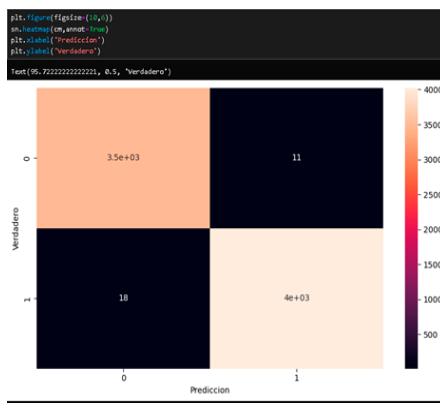 plt.figure(figsize=(10,6))
sn.heatmap(cm,annot=True)
plt.xlabel('Prediccion')
plt.ylabel('Verdadero')
Text(95.72222222222221, 0.5, 'Verdadero')
4000
3500
3000
2500
2000
1500
1000
500
Verdadero
0
3.5e+03
11
1
18
4e+03
0
1
Prediccion